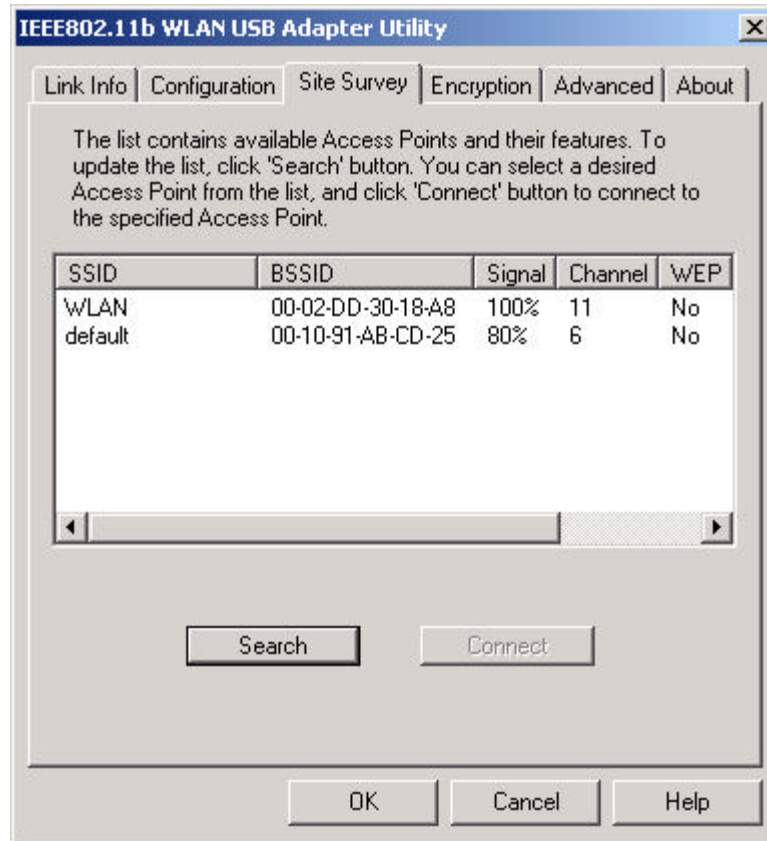 IEEE802.11b WLAN USB Adapter Utility
Link Info Configuration Site Survey Encryption Advanced About
The list contains available Access Points and their features. To
update the list, click 'Search' button. You can select a desired
Access Point from the list, and click 'Connect' button to connect to
the specified Access Point.
SSID BSSID Signal Channel WEP
WLAN 00-02-DD-30-18-A8 100% 11 No
default 00-10-91-AB-CD-25 80% 6 No
Search Connect
OK Cancel Help